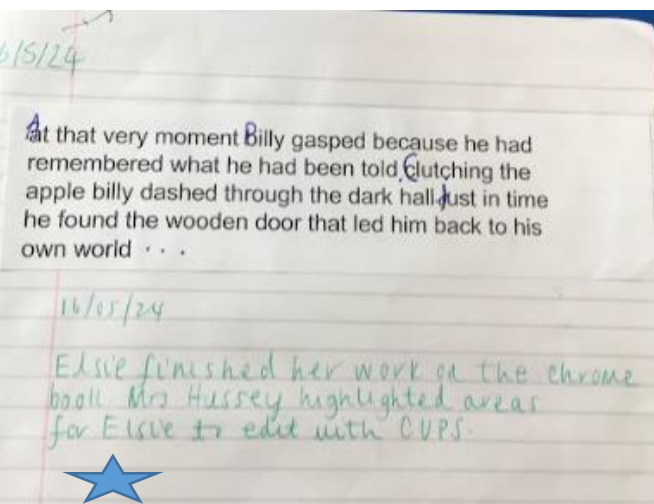 6/5/24
At that very moment Billy gasped because he had
remembered what he had been told. Clutching the
apple billy dashed through the dark hall. Just in time
he found the wooden door that led him back to his
own world . . .
16/05/24
Elsie finished her work on the chrome
book Mrs Hussey highlighted areas
for Elsie to edit with CUPS.